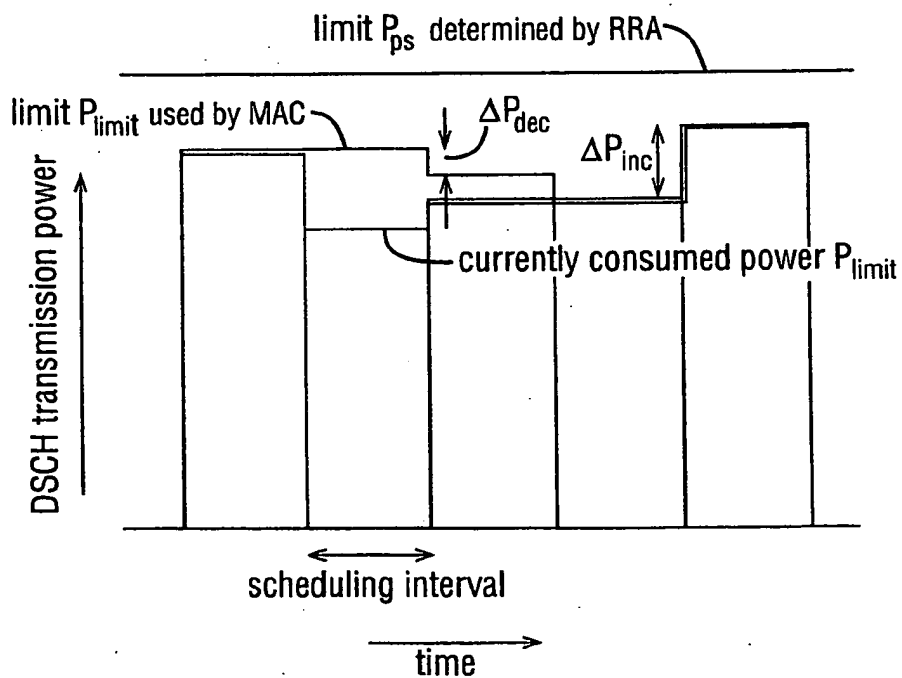 limit P_ps determined by RRA
limit P_limit used by MAC
ΔP_dec
ΔP_inc
currently consumed power P_limit
DSCH transmission power
scheduling interval
time